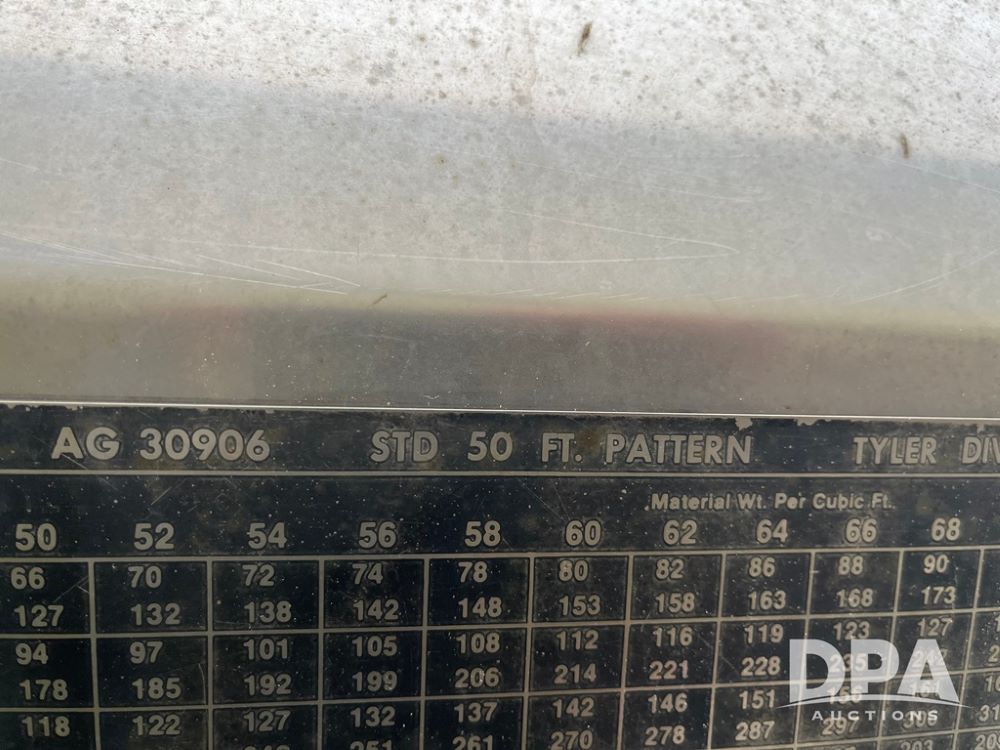 AG 30906 STD 50 FT. PATTERN TYLER DIV
Material Wt. Per Cubic Ft.
50 52 54 56 58 60 62 64 66 68
66 70 72 74 78 80 82 86 88 90
127 132 138 142 148 153 158 163 168 173
94 97 101 105 108 112 116 119 123 127
178 185 192 199 206 214 221 228 235
118 122 127 132 137 142 146 151
261 270 278 287 297
DPA
AUCTIONS